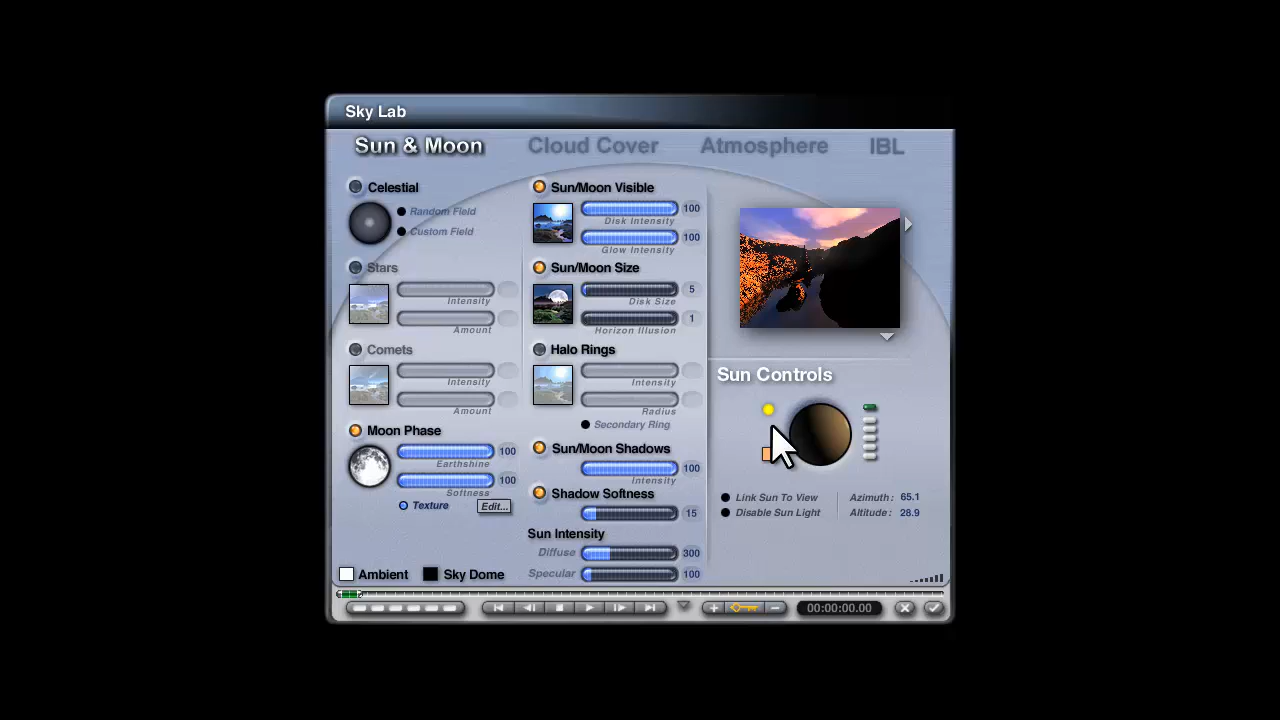 Sky Lab
Sun & Moon Cloud Cover Atmosphere IBL
Celestial
Random Field
Custom Field
Stars
Intensity
Amount
Comets
Intensity
Amount
Moon Phase
100
Earthshine
100
Softness
Texture Edit...
Ambient Sky Dome
Sun/Moon Visible
100
Disk Intensity
100
Glow Intensity
Sun/Moon Size
5
Disk Size
1
Horizon Illusion
Halo Rings
Intensity
Radius
Secondary Ring
Sun/Moon Shadows
100
Intensity
Shadow Softness
15
Sun Intensity
Diffuse 300
Specular 100
Sun Controls
Link Sun To View Azimuth: 65.1
Disable Sun Light Altitude: 28.9
00:00:00.00